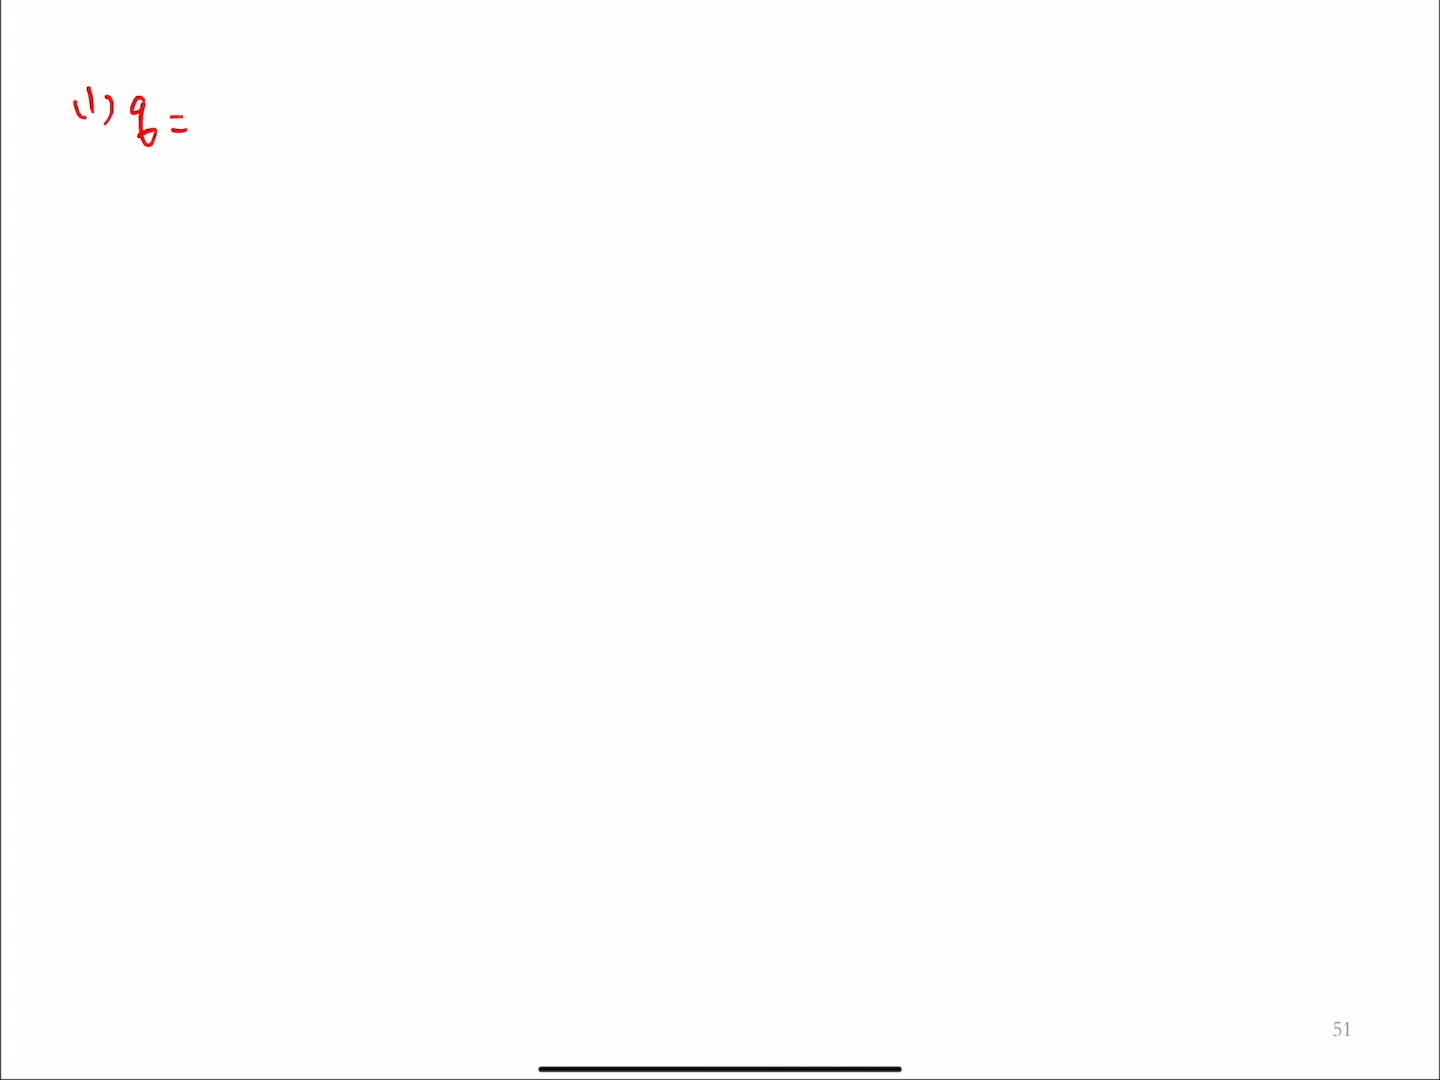 (1) q =
51